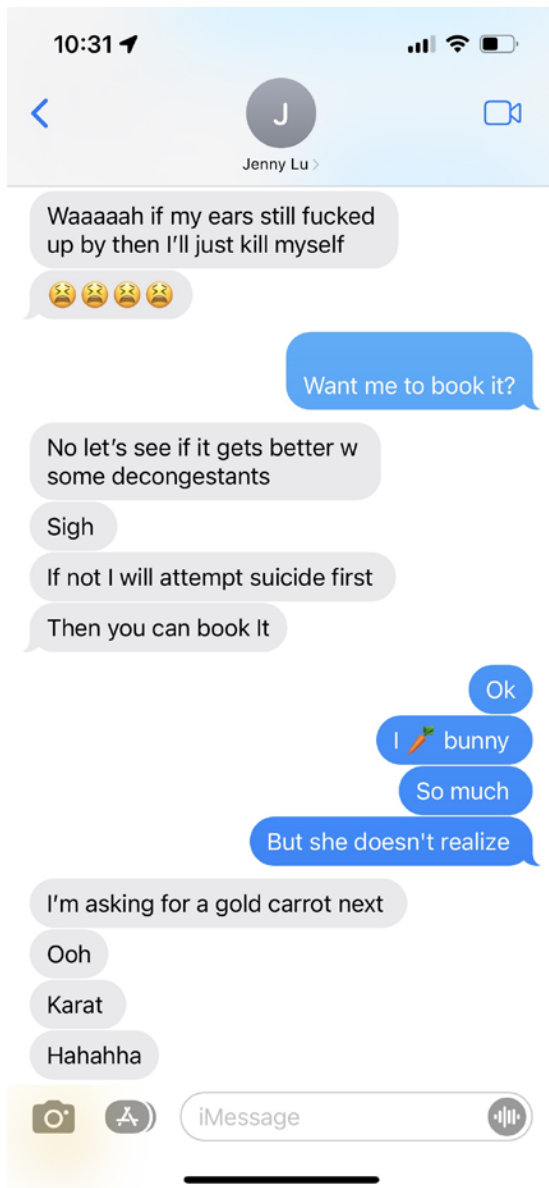 10:31
J
Jenny Lu
Waaaaah if my ears still fucked
up by then I'll just kill myself
😫😫😫😫
Want me to book it?
No let's see if it gets better w
some decongestants
Sigh
If not I will attempt suicide first
Then you can book It
Ok
I 🥕 bunny
So much
But she doesn't realize
I'm asking for a gold carrot next
Ooh
Karat
Hahahha
iMessage